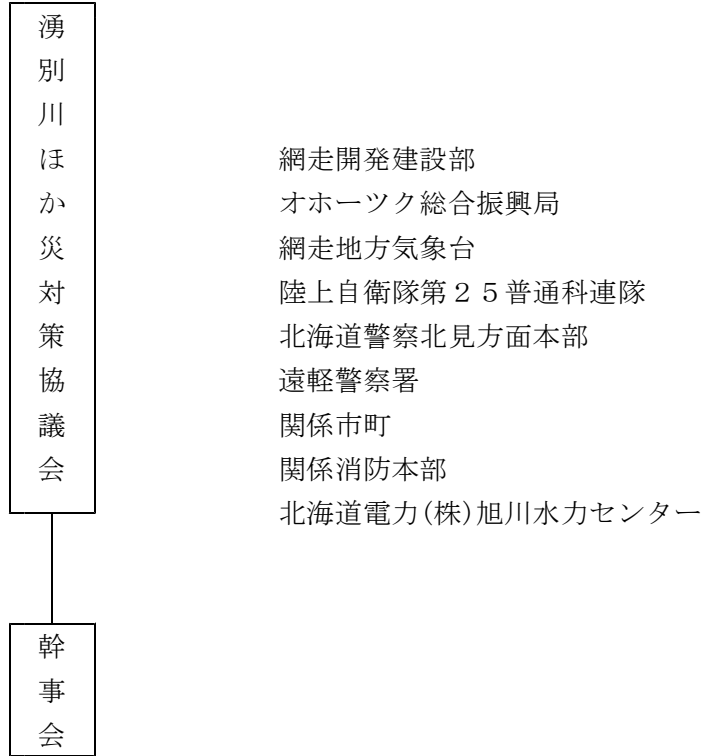 湧別川ほか災対策協議会
網走開発建設部
オホーツク総合振興局
網走地方気象台
陸上自衛隊第２５普通科連隊
北海道警察北見方面本部
遠軽警察署
関係市町
関係消防本部
北海道電力(株)旭川水力センター
幹事会